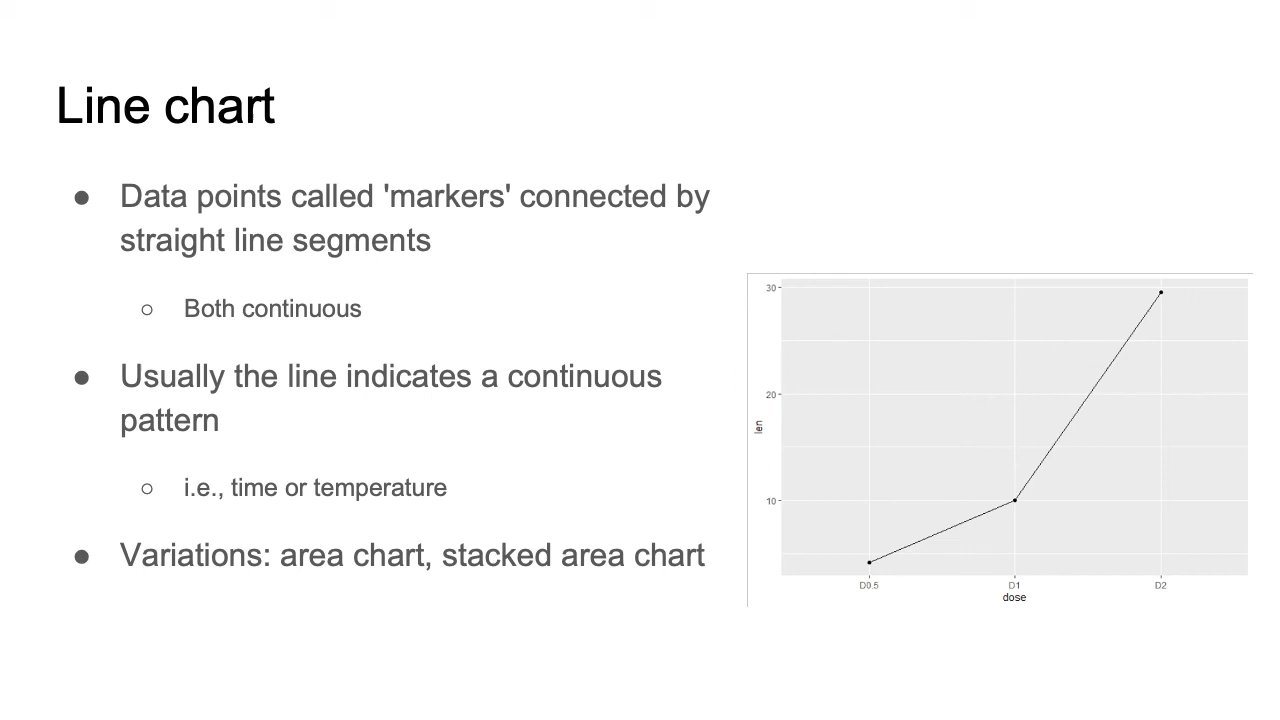 Line chart
● Data points called 'markers' connected by
straight line segments
○ Both continuous
● Usually the line indicates a continuous
pattern
○ i.e., time or temperature
● Variations: area chart, stacked area chart
30
20
10
len
D0.5 D1 D2
dose